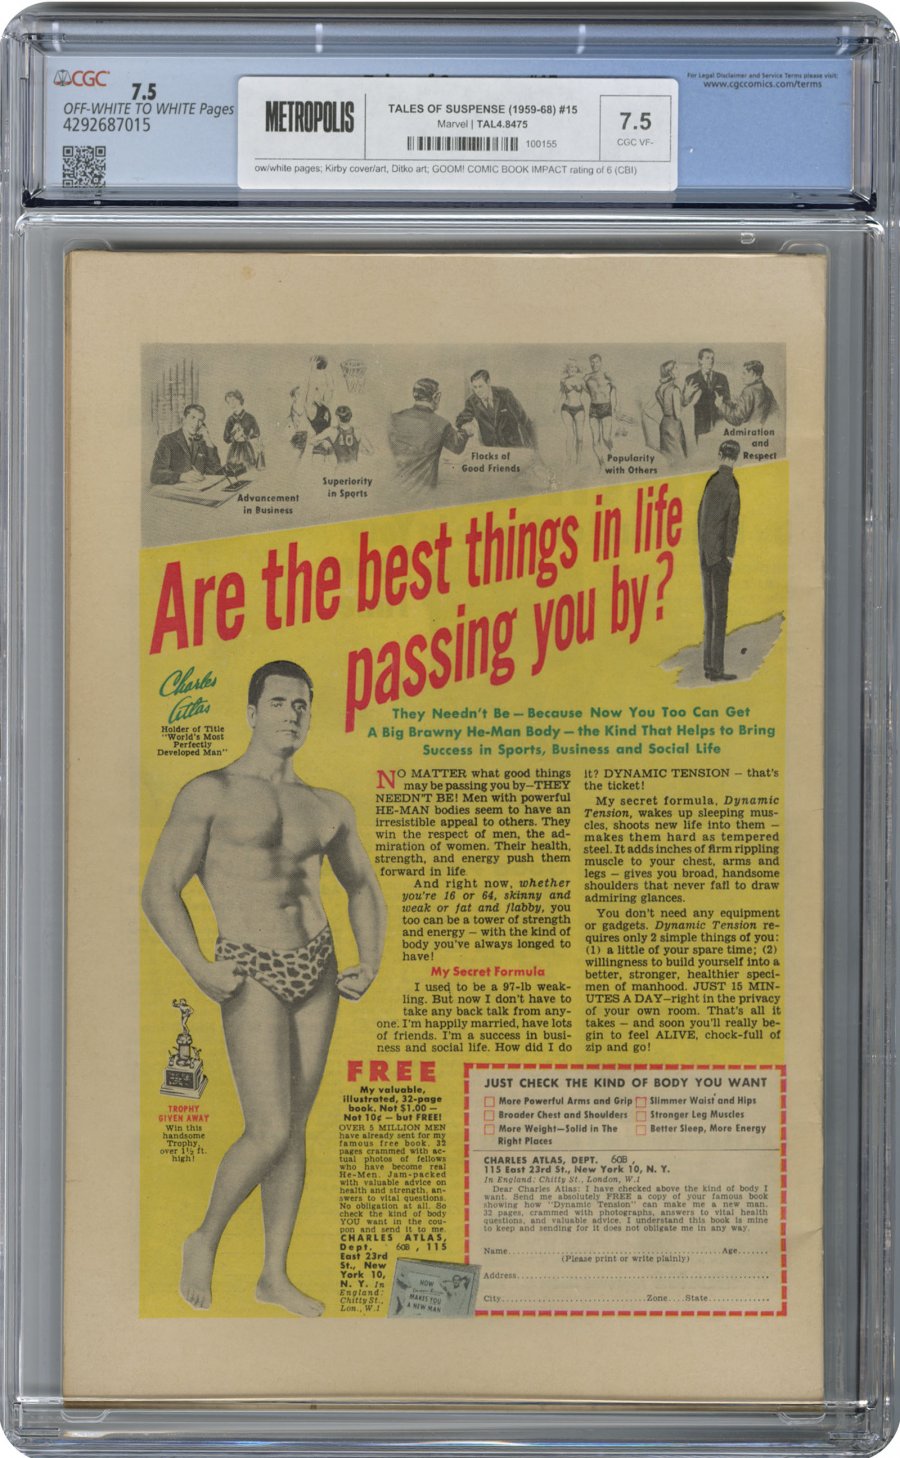 CGC
7.5
OFF-WHITE TO WHITE Pages
4292687015
METROPOLIS
TALES OF SUSPENSE (1959-68) #15
Marvel | TAL4.8475
100155
7.5
CGC VF-
ow/white pages; Kirby cover/art, Ditko art; GOOM! COMIC BOOK IMPACT rating of 6 (CBI)
For Legal Disclaimer and Service Terms please visit:
www.cgccomics.com/terms
Advancement
in Business
Superiority
in Sports
Flocks of
Good Friends
Popularity
with Others
Admiration
and
Respect
Are the best things in life
passing you by?
Charles
Atlas
Holder of Title
"World's Most
Perfectly
Developed Man"
They Needn't Be — Because Now You Too Can Get
A Big Brawny He-Man Body — the Kind That Helps to Bring
Success in Sports, Business and Social Life
NO MATTER what good things
may be passing you by—THEY
NEEDN'T BE! Men with powerful
HE-MAN bodies seem to have an
irresistible appeal to others. They
win the respect of men, the ad-
miration of women. Their health,
strength, and energy push them
forward in life
And right now, whether
you're 16 or 64, skinny and
weak or fat and flabby, you
too can be a tower of strength
and energy — with the kind of
body you've always longed to
have!
My Secret Formula
I used to be a 97-lb weak-
ling. But now I don't have to
take any back talk from any-
one. I'm happily married, have lots
of friends. I'm a success in busi-
ness and social life. How did I do
it? DYNAMIC TENSION — that's
the ticket!
My secret formula, Dynamic
Tension, wakes up sleeping mus-
cles, shoots new life into them —
makes them hard as tempered
steel. It adds inches of firm rippling
muscle to your chest, arms and
legs — gives you broad, handsome
shoulders that never fail to draw
admiring glances.
You don't need any equipment
or gadgets. Dynamic Tension re-
quires only 2 simple things of you:
(1) a little of your spare time; (2)
willingness to build yourself into a
better, stronger, healthier speci-
men of manhood. JUST 15 MIN-
UTES A DAY—right in the privacy
of your own room. That's all it
takes — and soon you'll really be-
gin to feel ALIVE, chock-full of
zip and go!
TROPHY
GIVEN AWAY
Win this
handsome
Trophy,
over 1½ ft.
high!
FREE
My valuable,
illustrated, 32-page
book. Not $1.00 —
Not 10¢ — but FREE!
OVER 5 MILLION MEN
have already sent for my
famous free book. 32
pages crammed with ac-
tual photos of fellows
who have become real
He-Men. Jam-packed
with valuable advice on
health and strength, an-
swers to vital questions.
No obligation at all. So
check the kind of body
YOU want in the cou-
pon and send it to me.
CHARLES ATLAS,
Dept. 60B, 115
East 23rd
St., New
York 10,
N. Y. In
England:
Chitty St.,
Lon., W.1
HOW
MAKES YOU
A NEW MAN
JUST CHECK THE KIND OF BODY YOU WANT
More Powerful Arms and Grip
Broader Chest and Shoulders
More Weight—Solid in The
Right Places
Slimmer Waist and Hips
Stronger Leg Muscles
Better Sleep, More Energy
CHARLES ATLAS, DEPT. 60B,
115 East 23rd St., New York 10, N. Y.
In England: Chitty St., London, W.1
Dear Charles Atlas: I have checked above the kind of body I
want. Send me absolutely FREE a copy of your famous book
showing how "Dynamic Tension" can make me a new man.
32 pages, crammed with photographs, answers to vital health
questions, and valuable advice. I understand this book is mine
to keep and sending for it does not obligate me in any way.
Name..........Age.......
(Please print or write plainly)
Address..........
City..........Zone....State..........